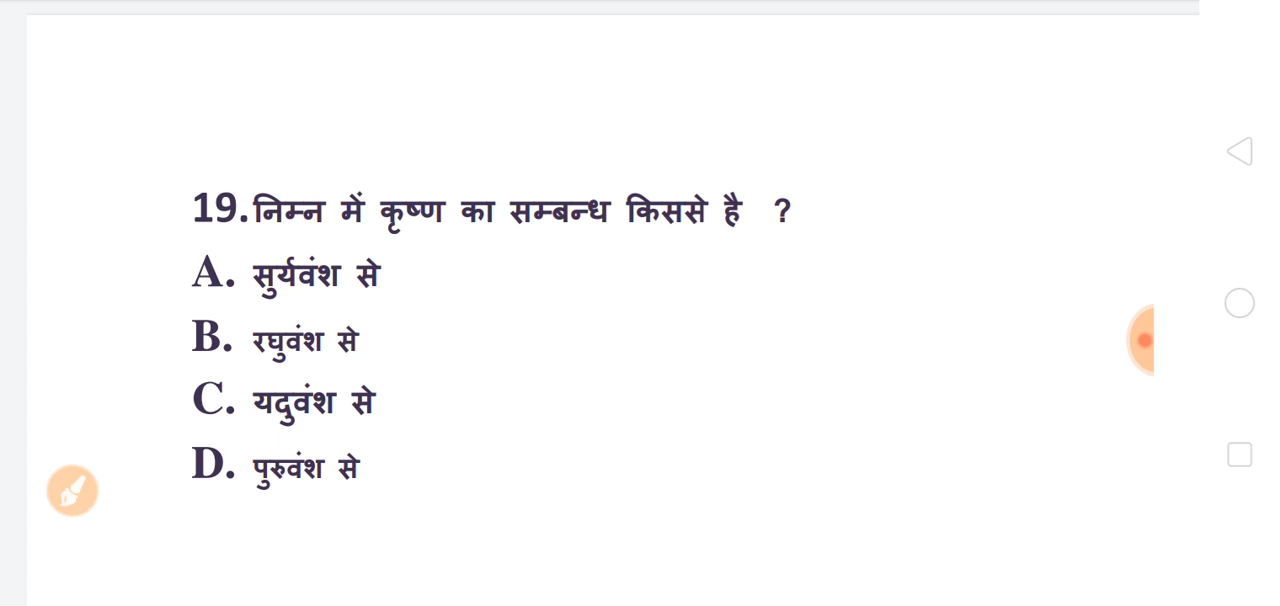 19.निम्न में कृष्ण का सम्बन्ध किससे है ?
A. सुर्यवंश से
B. रघुवंश से
C. यदुवंश से
D. पुरुवंश से